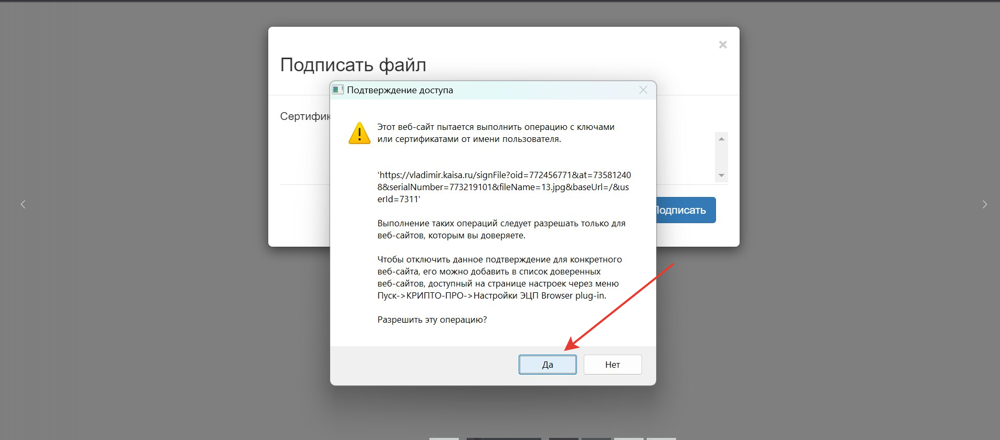 Подписать файл
Подтверждение доступа
Сертифик
Этот веб-сайт пытается выполнить операцию с ключами
или сертификатами от имени пользователя.
'https://vladimir.kaisa.ru/signFile?oid=772456771&at=73581240
8&serialNumber=773219101&fileName=13.jpg&baseUrl=/&us
erId=7311'
Подписать
Выполнение таких операций следует разрешать только для
веб-сайтов, которым вы доверяете.
Чтобы отключить данное подтверждение для конкретного
веб-сайта, его можно добавить в список доверенных
веб-сайтов, доступный на странице настроек через меню
Пуск->КРИПТО-ПРО->Настройки ЭЦП Browser plug-in.
Разрешить эту операцию?
Да
Нет